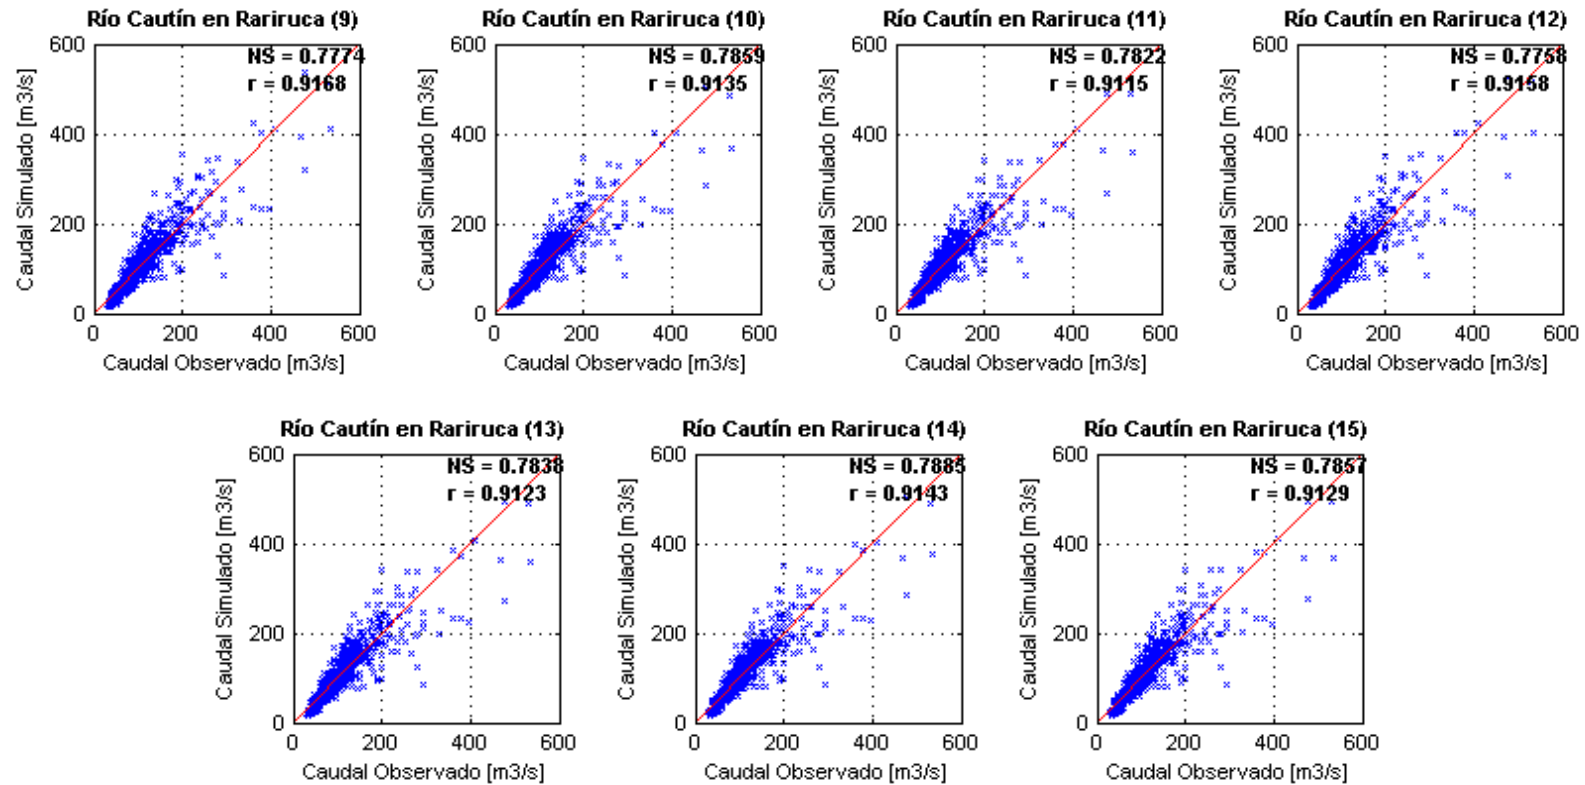 Río Cautín en Rariruca (9)
NS = 0.7774
r = 0.9168
600
400
200
0
0 200 400 600
Caudal Simulado [m3/s]
Caudal Observado [m3/s]
Río Cautín en Rariruca (10)
NS = 0.7859
r = 0.9135
600
400
200
0
0 200 400 600
Caudal Simulado [m3/s]
Caudal Observado [m3/s]
Río Cautín en Rariruca (11)
NS = 0.7822
r = 0.9115
600
400
200
0
0 200 400 600
Caudal Simulado [m3/s]
Caudal Observado [m3/s]
Río Cautín en Rariruca (12)
NS = 0.7758
r = 0.9158
600
400
200
0
0 200 400 600
Caudal Simulado [m3/s]
Caudal Observado [m3/s]
Río Cautín en Rariruca (13)
NS = 0.7838
r = 0.9123
600
400
200
0
0 200 400 600
Caudal Simulado [m3/s]
Caudal Observado [m3/s]
Río Cautín en Rariruca (14)
NS = 0.7885
r = 0.9143
600
400
200
0
0 200 400 600
Caudal Simulado [m3/s]
Caudal Observado [m3/s]
Río Cautín en Rariruca (15)
NS = 0.7857
r = 0.9129
600
400
200
0
0 200 400 600
Caudal Simulado [m3/s]
Caudal Observado [m3/s]